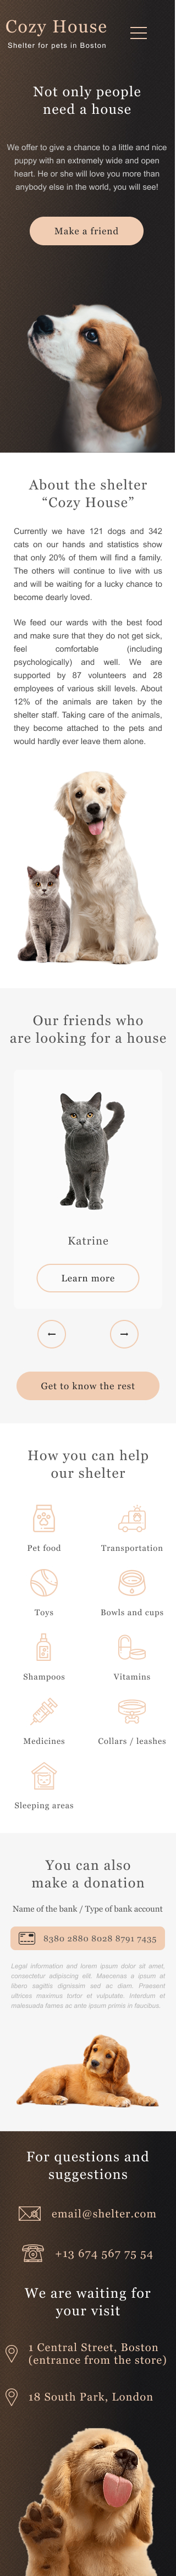 Cozy House
Shelter for pets in Boston
Not only people
need a house
We offer to give a chance to a little and nice
puppy with an extremely wide and open
heart. He or she will love you more than
anybody else in the world, you will see!
Make a friend
About the shelter
“Cozy House”
Currently we have 121 dogs and 342
cats on our hands and statistics show
that only 20% of them will find a family.
The others will continue to live with us
and will be waiting for a lucky chance to
become dearly loved.
We feed our wards with the best food
and make sure that they do not get sick,
feel comfortable (including
psychologically) and well. We are
supported by 87 volunteers and 28
employees of various skill levels. About
12% of the animals are taken by the
shelter staff. Taking care of the animals,
they become attached to the pets and
would hardly ever leave them alone.
Our friends who
are looking for a house
Katrine
Learn more
Get to know the rest
How you can help
our shelter
Pet food
Transportation
Toys
Bowls and cups
Shampoos
Vitamins
Medicines
Collars / leashes
Sleeping areas
You can also
make a donation
Name of the bank / Type of bank account
8380 2880 8028 8791 7435
Legal information and lorem ipsum dolor sit amet,
consectetur adipiscing elit. Maecenas a ipsum at
libero sagittis dignissim sed ac diam. Praesent
ultrices maximus tortor et vulputate. Interdum et
malesuada fames ac ante ipsum primis in faucibus.
For questions and
suggestions
email@shelter.com
+13 674 567 75 54
We are waiting for
your visit
1 Central Street, Boston
(entrance from the store)
18 South Park, London